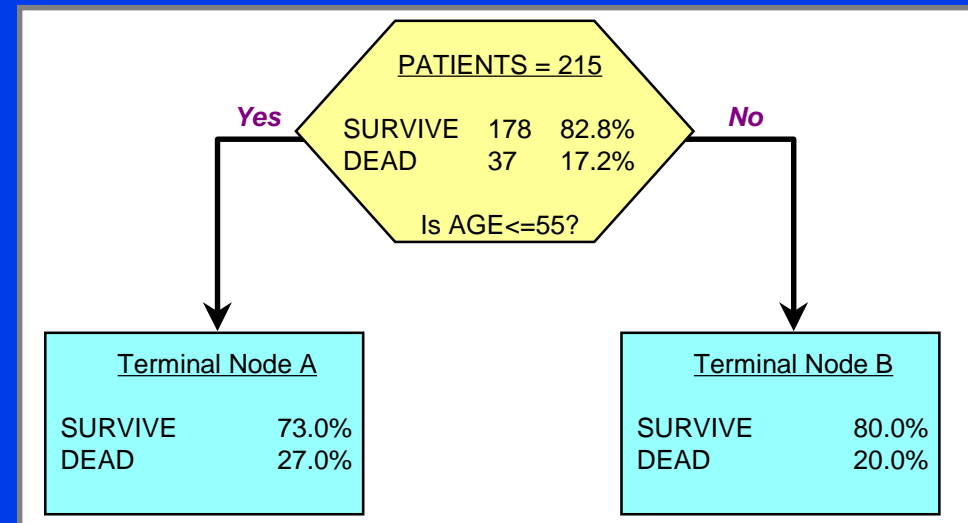 PATIENTS = 215
Yes
No
SURVIVE 178 82.8%
DEAD 37 17.2%
Is AGE<=55?
Terminal Node A
SURVIVE 73.0%
DEAD 27.0%
Terminal Node B
SURVIVE 80.0%
DEAD 20.0%